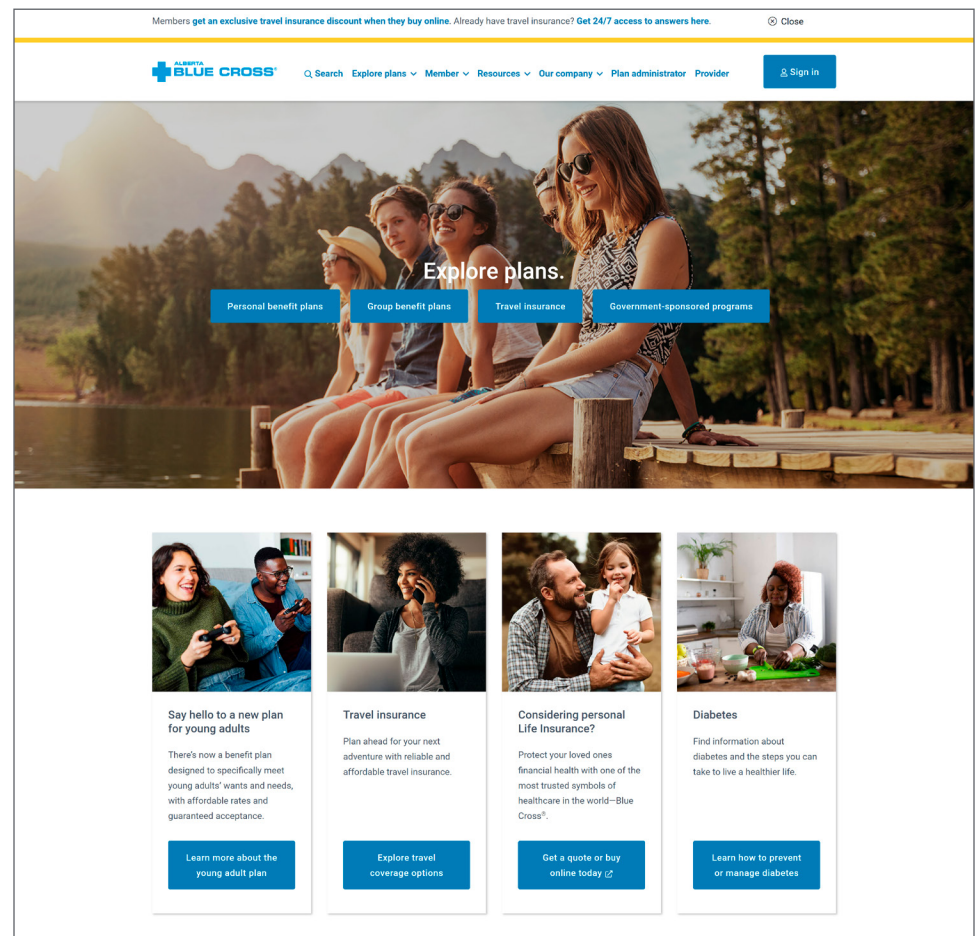 Members get an exclusive travel insurance discount when they buy online. Already have travel insurance? Get 24/7 access to answers here.
Close
ALBERTA
BLUE CROSS®
Search Explore plans Member Resources Our company Plan administrator Provider
Sign in
Explore plans.
Personal benefit plans
Group benefit plans
Travel insurance
Government-sponsored programs
Say hello to a new plan
for young adults
There's now a benefit plan
designed to specifically meet
young adults' wants and needs,
with affordable rates and
guaranteed acceptance.
Learn more about the
young adult plan
Travel insurance
Plan ahead for your next
adventure with reliable and
affordable travel insurance.
Explore travel
coverage options
Considering personal
Life Insurance?
Protect your loved ones
financial health with one of the
most trusted symbols of
healthcare in the world—Blue
Cross®.
Get a quote or buy
online today
Diabetes
Find information about
diabetes and the steps you can
take to live a healthier life.
Learn how to prevent
or manage diabetes